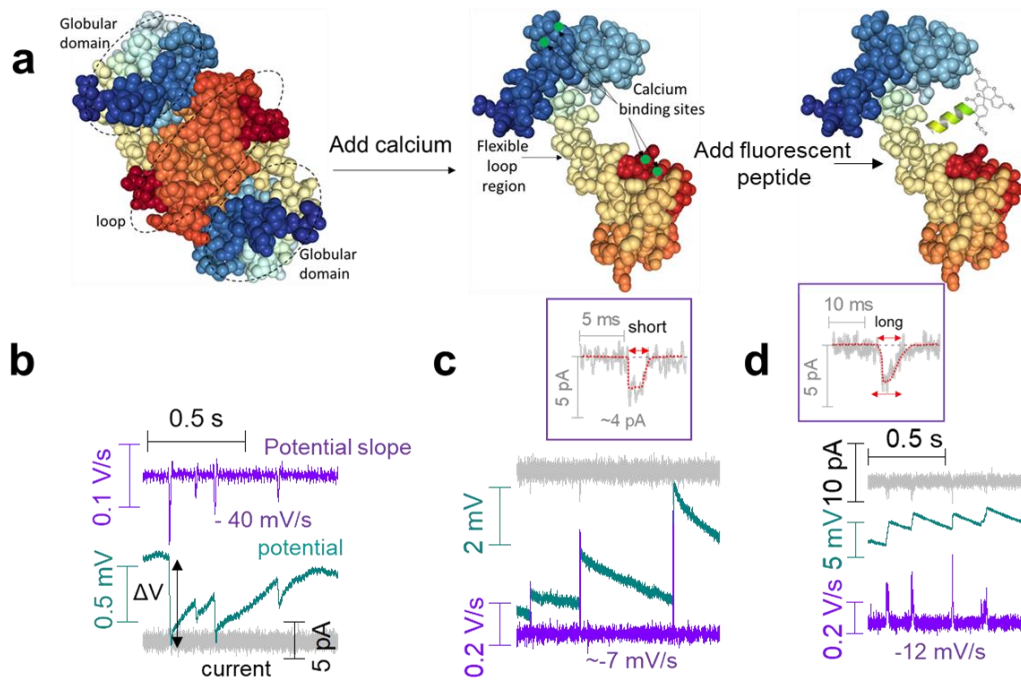 a
Globular
domain
loop
Globular
domain
Add calcium
Flexible
loop
region
Calcium
binding sites
Add fluorescent
peptide
b
0.5 s
Potential slope
0.1 V/s
- 40 mV/s
potential
0.5 mV
ΔV
current
5 pA
c
5 ms
short
5 pA
~4 pA
2 mV
0.2 V/s
~-7 mV/s
d
10 ms
long
5 pA
0.5 s
10 pA
5 mV
0.2 V/s
-12 mV/s